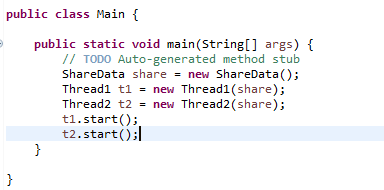 public class Main {
public static void main(String[] args) {
// TODO Auto-generated method stub
ShareData share = new ShareData();
Thread1 t1 = new Thread1(share);
Thread2 t2 = new Thread2(share);
t1.start();
t2.start();
}
}